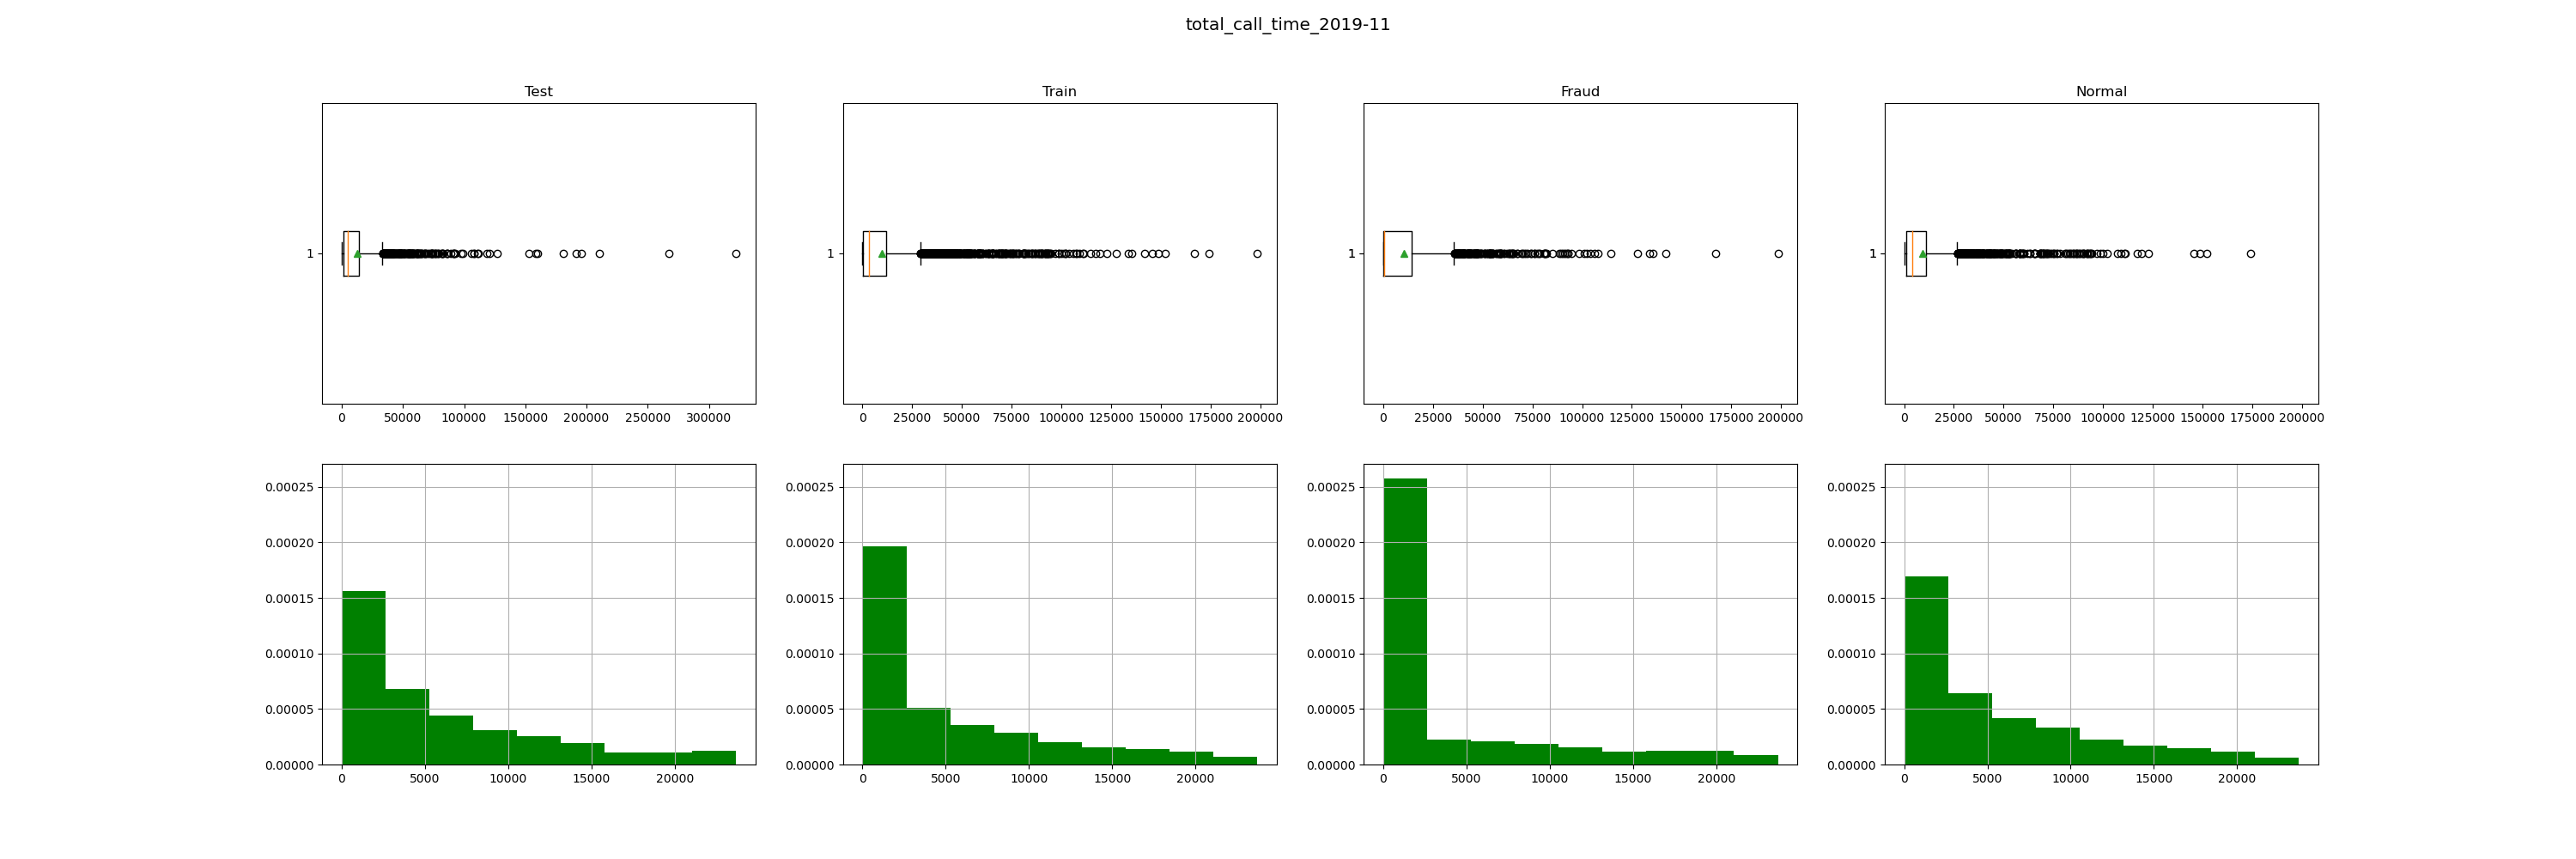 total_call_time_2019-11
Test Train Fraud Normal
1 1 1 1
0 50000 100000 150000 200000 250000 300000
0 25000 50000 75000 100000 125000 150000 175000 200000
0 25000 50000 75000 100000 125000 150000 175000 200000
0 25000 50000 75000 100000 125000 150000 175000 200000
0.00025 0.00025 0.00025 0.00025
0.00020 0.00020 0.00020 0.00020
0.00015 0.00015 0.00015 0.00015
0.00010 0.00010 0.00010 0.00010
0.00005 0.00005 0.00005 0.00005
0.00000 0.00000 0.00000 0.00000
0 5000 10000 15000 20000
0 5000 10000 15000 20000
0 5000 10000 15000 20000
0 5000 10000 15000 20000